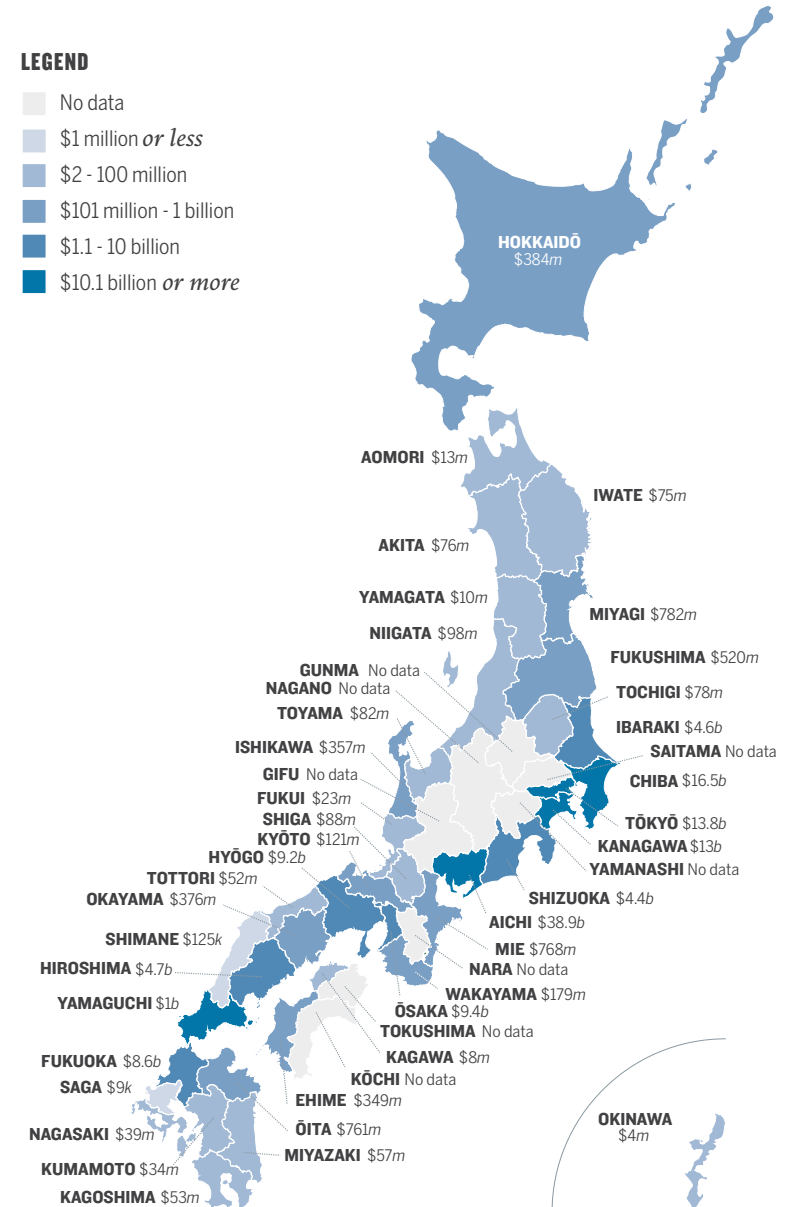 LEGEND
No data
$1 million or less
$2 - 100 million
$101 million - 1 billion
$1.1 - 10 billion
$10.1 billion or more
HOKKAIDŌ
$384m
AOMORI $13m
IWATE $75m
AKITA $76m
YAMAGATA $10m
MIYAGI $782m
NIIGATA $98m
FUKUSHIMA $520m
GUNMA No data
NAGANO No data
TOCHIGI $78m
TOYAMA $82m
IBARAKI $4.6b
ISHIKAWA $357m
SAITAMA No data
GIFU No data
CHIBA $16.5b
FUKUI $23m
SHIGA $88m
TŌKYŌ $13.8b
KYŌTO $121m
KANAGAWA $13b
HYŌGO $9.2b
YAMANASHI No data
TOTTORI $52m
OKAYAMA $376m
SHIZUOKA $4.4b
AICHI $38.9b
SHIMANE $125k
MIE $768m
HIROSHIMA $4.7b
NARA No data
WAKAYAMA $179m
YAMAGUCHI $1b
ŌSAKA $9.4b
TOKUSHIMA No data
KAGAWA $8m
FUKUOKA $8.6b
KŌCHI No data
SAGA $9k
EHIME $349m
OKINAWA
$4m
NAGASAKI $39m
ŌITA $761m
MIYAZAKI $57m
KUMAMOTO $34m
KAGOSHIMA $53m